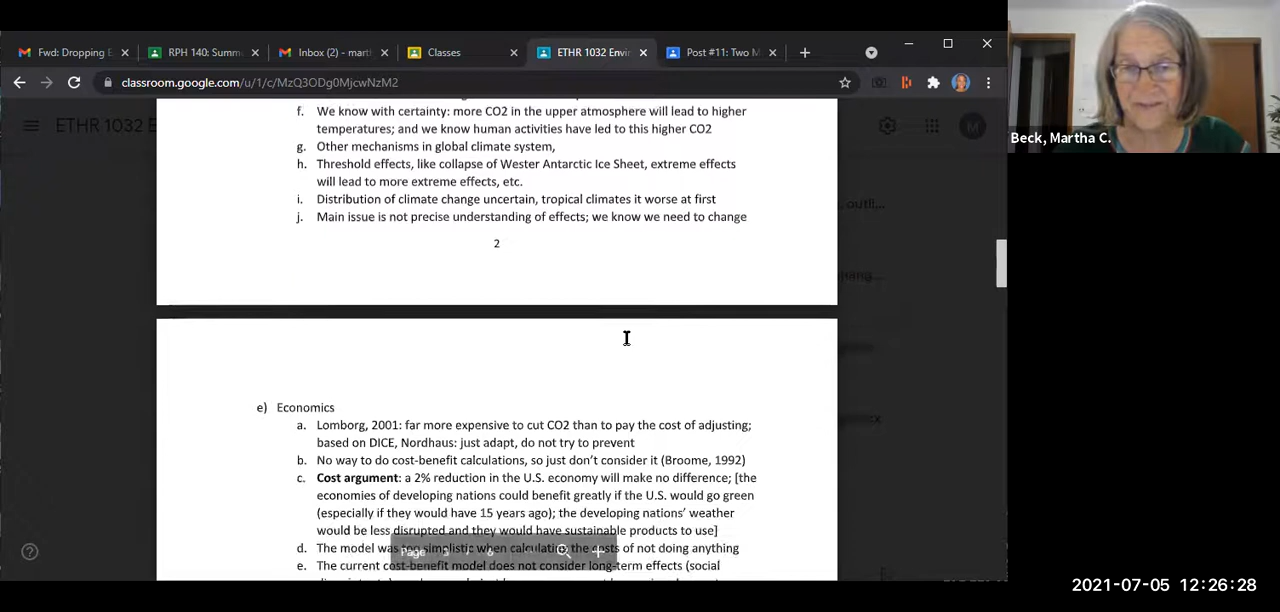 Fwd: Dropping E
RPH 140: Summ
Inbox (2) - mart
Classes
ETHR 1032 Envi
Post #11: Two M
classroom.google.com/u/1/c/MzQ3ODg0MjcwNzM2
ETHR 1032 E
M
Beck, Martha C.
f. We know with certainty: more CO2 in the upper atmosphere will lead to higher
temperatures; and we know human activities have led to this higher CO2
g. Other mechanisms in global climate system,
h. Threshold effects, like collapse of Wester Antarctic Ice Sheet, extreme effects
will lead to more extreme effects, etc.
i. Distribution of climate change uncertain, tropical climates it worse at first
j. Main issue is not precise understanding of effects; we know we need to change
2
e) Economics
a. Lomborg, 2001: far more expensive to cut CO2 than to pay the cost of adjusting;
based on DICE, Nordhaus: just adapt, do not try to prevent
b. No way to do cost-benefit calculations, so just don't consider it (Broome, 1992)
c. Cost argument: a 2% reduction in the U.S. economy will make no difference; [the
economies of developing nations could benefit greatly if the U.S. would go green
(especially if they would have 15 years ago); the developing nations' weather
would be less disrupted and they would have sustainable products to use]
d. The model was too simplistic when calculating the costs of not doing anything
Page
e. The current cost-benefit model does not consider long-term effects (social
2021-07-05 12:26:28